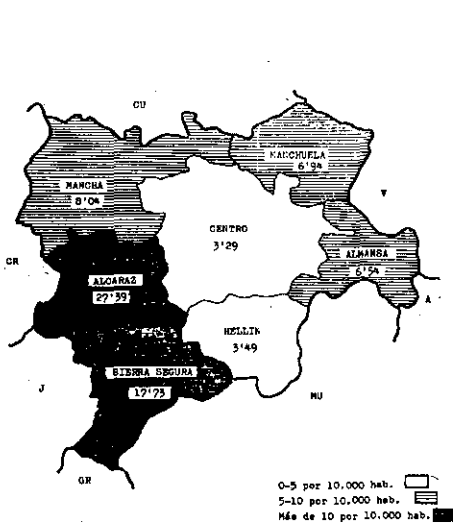 CU
MANCHUELA
6'94
MANCHA
8'04
V
CENTRO
3'29
ALMANSA
6'54
CR
ALCARAZ
27'39
A
HELLIN
3'49
SIERRA SEGURA
17'73
J
MU
GR
0-5 por 10.000 hab.
5-10 por 10.000 hab.
Más de 10 por 10.000 hab.